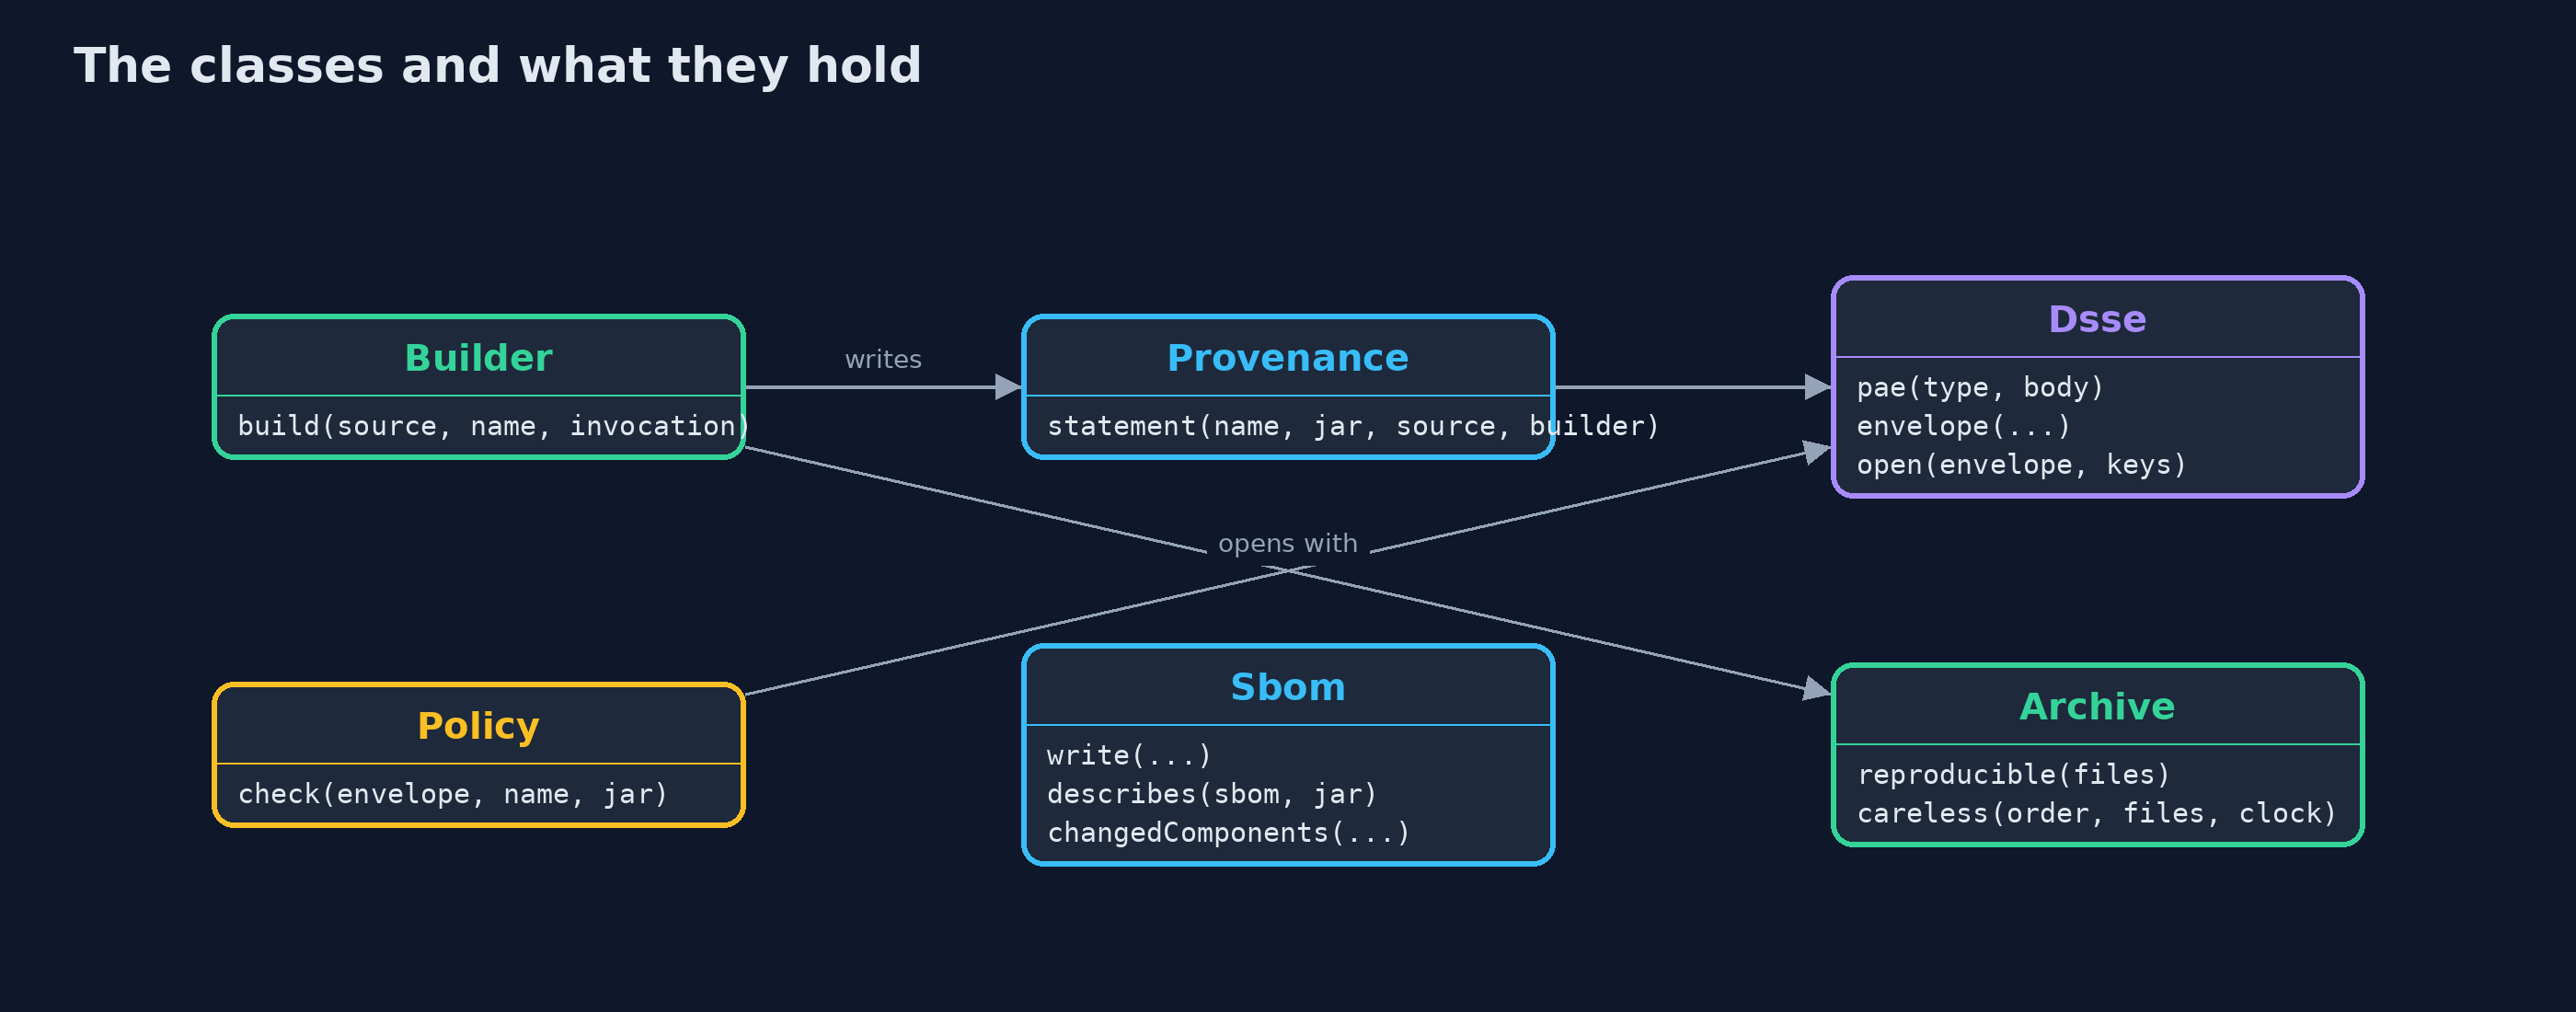 The classes and what they hold
Builder
build(source, name, invocation)
writes
Provenance
statement(name, jar, source, builder)
Dsse
pae(type, body)
envelope(...)
open(envelope, keys)
opens with
Policy
check(envelope, name, jar)
Sbom
write(...)
describes(sbom, jar)
changedComponents(...)
Archive
reproducible(files)
careless(order, files, clock)